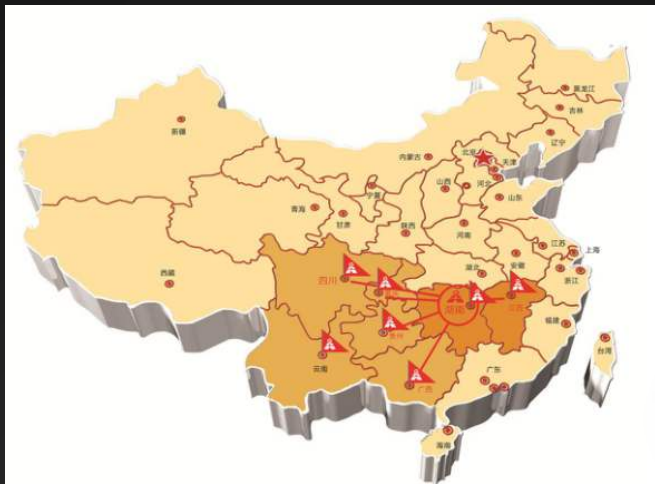 黑龙江
吉林
辽宁
新疆
内蒙古
北京
天津
河北
山西
宁夏
山东
青海
甘肃
陕西
河南
江苏
上海
安徽
湖北
浙江
西藏
四川
湖南
江西
福建
贵州
台湾
云南
广东
广西
海南